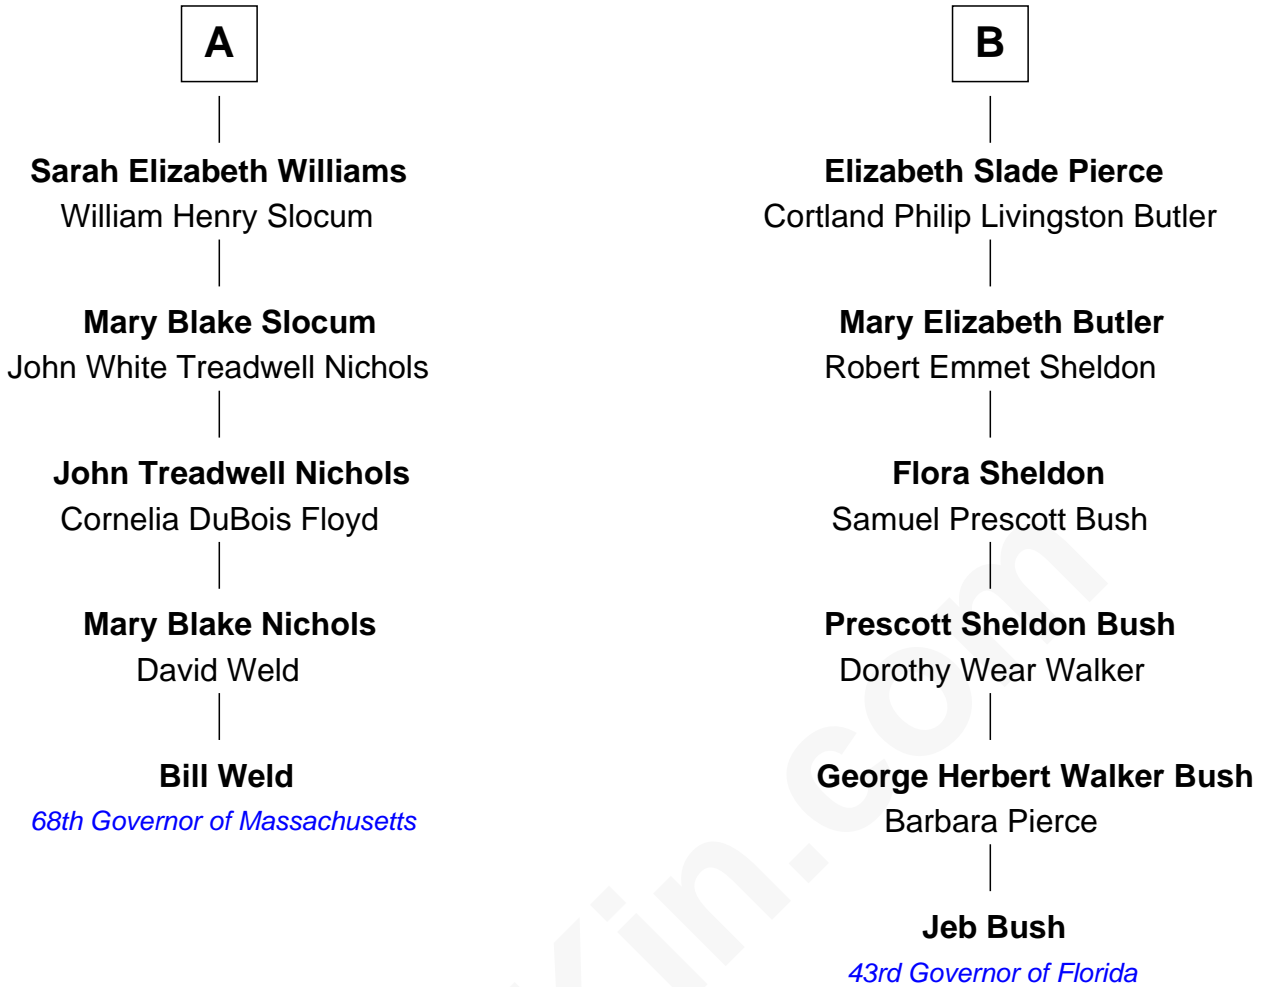 A
Sarah Elizabeth Williams
William Henry Slocum
Mary Blake Slocum
John White Treadwell Nichols
John Treadwell Nichols
Cornelia DuBois Floyd
Mary Blake Nichols
David Weld
Bill Weld
68th Governor of Massachusetts
B
Elizabeth Slade Pierce
Cortland Philip Livingston Butler
Mary Elizabeth Butler
Robert Emmet Sheldon
Flora Sheldon
Samuel Prescott Bush
Prescott Sheldon Bush
Dorothy Wear Walker
George Herbert Walker Bush
Barbara Pierce
Jeb Bush
43rd Governor of Florida
Kin.com